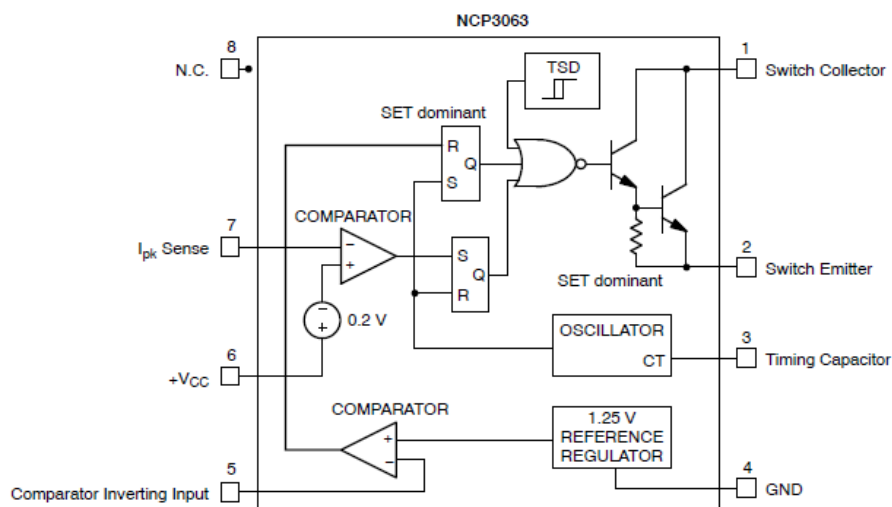 NCP3063
8
N.C.
1
Switch Collector
TSD
SET dominant
R
Q
S
7
Ipk Sense
COMPARATOR
−
+
S
Q
R
2
Switch Emitter
SET dominant
−
+
0.2 V
OSCILLATOR
CT
3
Timing Capacitor
6
+VCC
COMPARATOR
+
−
1.25 V
REFERENCE
REGULATOR
5
Comparator Inverting Input
4
GND